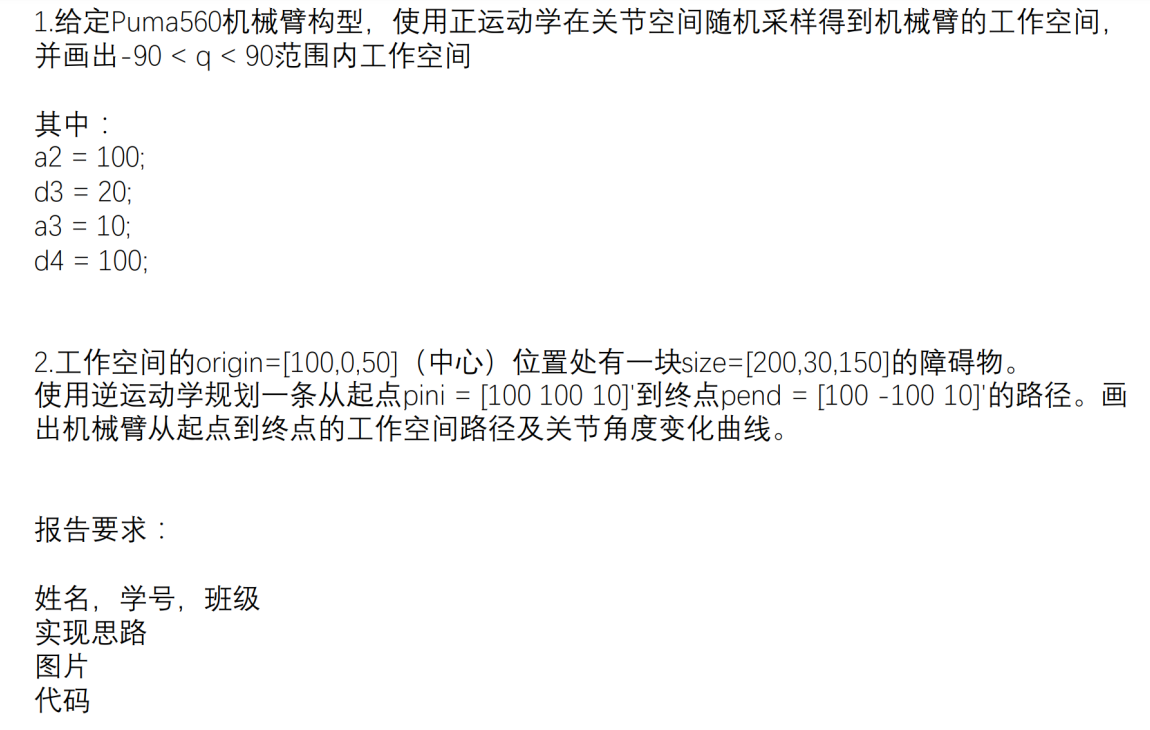 1.给定Puma560机械臂构型，使用正运动学在关节空间随机采样得到机械臂的工作空间，
并画出-90 < q < 90范围内工作空间
其中：
a2 = 100;
d3 = 20;
a3 = 10;
d4 = 100;
2.工作空间的origin=[100,0,50]（中心）位置处有一块size=[200,30,150]的障碍物。
使用逆运动学规划一条从起点pini = [100 100 10]'到终点pend = [100 -100 10]'的路径。画
出机械臂从起点到终点的工作空间路径及关节角度变化曲线。
报告要求：
姓名，学号，班级
实现思路
图片
代码